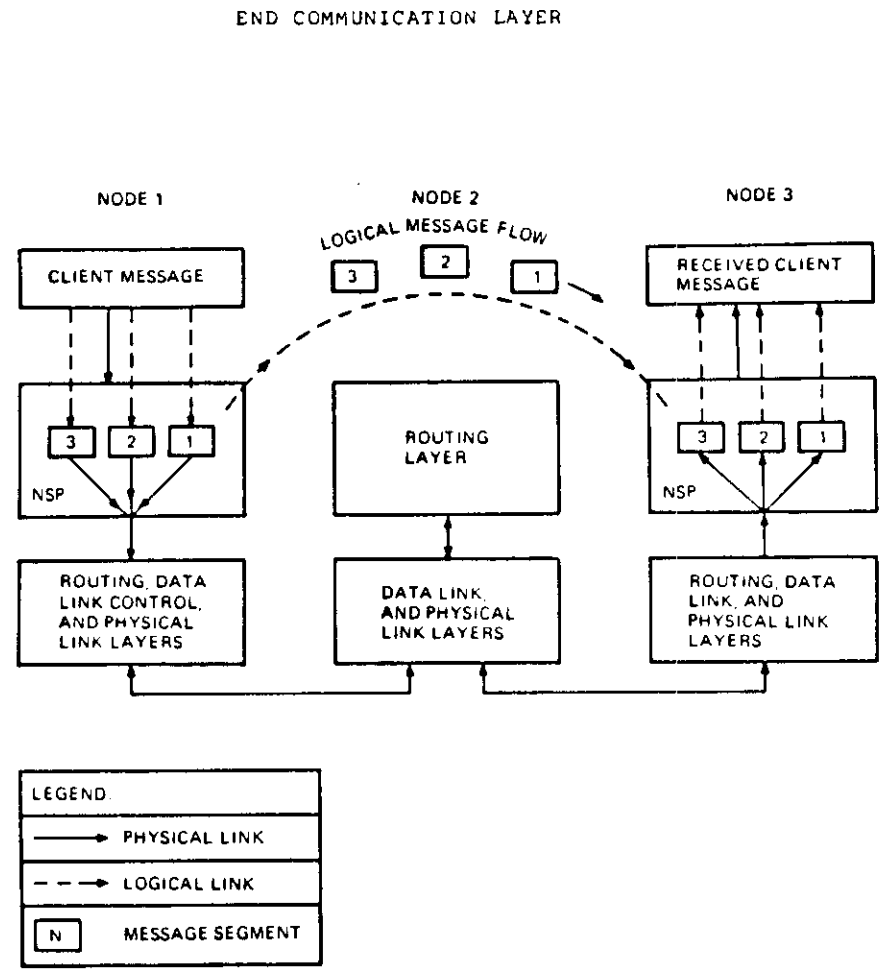 END COMMUNICATION LAYER
NODE 1
NODE 2
NODE 3
LOGICAL MESSAGE FLOW
3
2
1
CLIENT MESSAGE
RECEIVED CLIENT
MESSAGE
3
2
1
NSP
ROUTING
LAYER
3
2
1
NSP
ROUTING, DATA
LINK CONTROL,
AND PHYSICAL
LINK LAYERS
DATA LINK,
AND PHYSICAL
LINK LAYERS
ROUTING, DATA
LINK, AND
PHYSICAL LINK
LAYERS
LEGEND
PHYSICAL LINK
LOGICAL LINK
N
MESSAGE SEGMENT